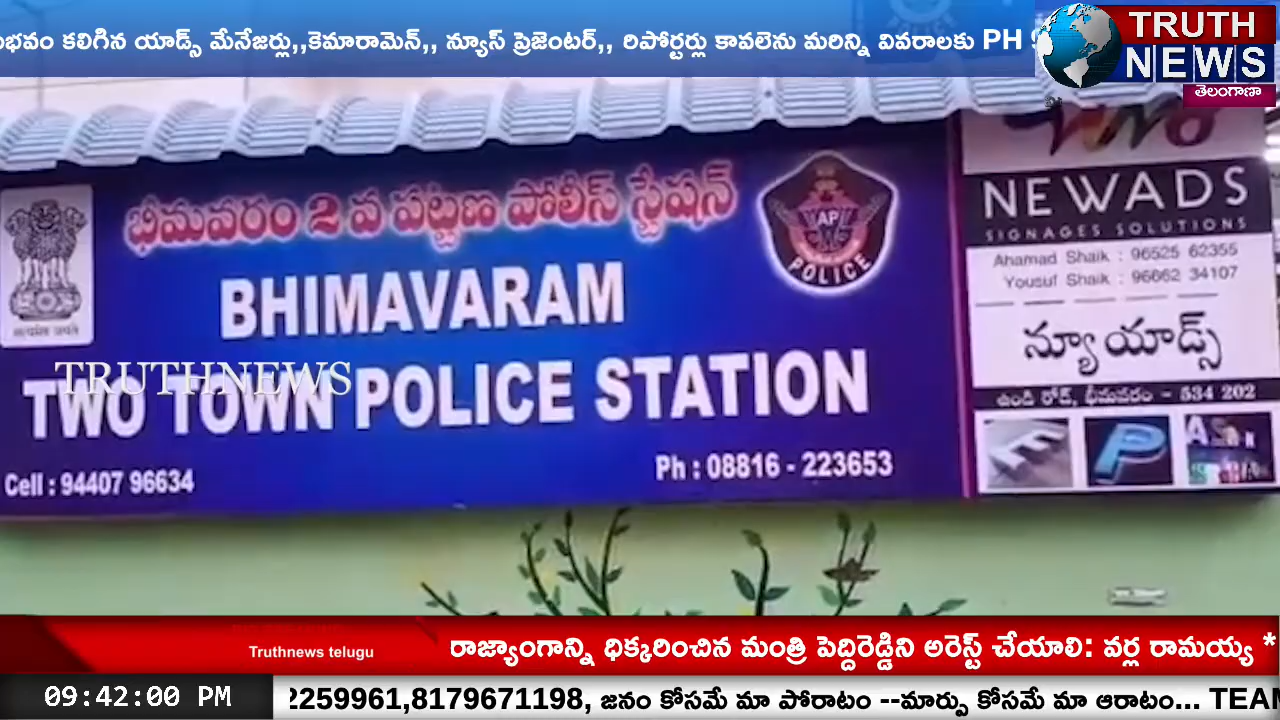 కలిగిన యాడ్స్ మేనేజర్లు,,కెమారామెన్,, న్యూస్ ప్రెజెంటర్,, రిపోర్టర్లు కావలెను మరిన్ని వివరాలకు PH
TRUTH
NEWS
తెలంగాణా
భీమవరం 2 వ పట్టణ పోలీస్ స్టేషన్
BHIMAVARAM
TWO TOWN POLICE STATION
TRUTHNEWS
Cell : 94407 96634
Ph : 08816 - 223653
AP
POLICE
सत्यमेव जयते
NEWADS
SIGNAGES SOLUTIONS
Ahamad Shaik : 96525 62355
Yousuf Shaik : 96662 34107
న్యూ యాడ్స్
ఉండి రోడ్, భీమవరం - 534 202
Truthnews telugu
రాజ్యాంగాన్ని ధిక్కరించిన మంత్రి పెద్దిరెడ్డిని అరెస్ట్ చేయాలి: వర్ల రామయ్య *
09:42:00 PM
2259961,8179671198, జనం కోసమే మా పోరాటం --మార్పు కోసమే మా ఆరాటం... TEAM